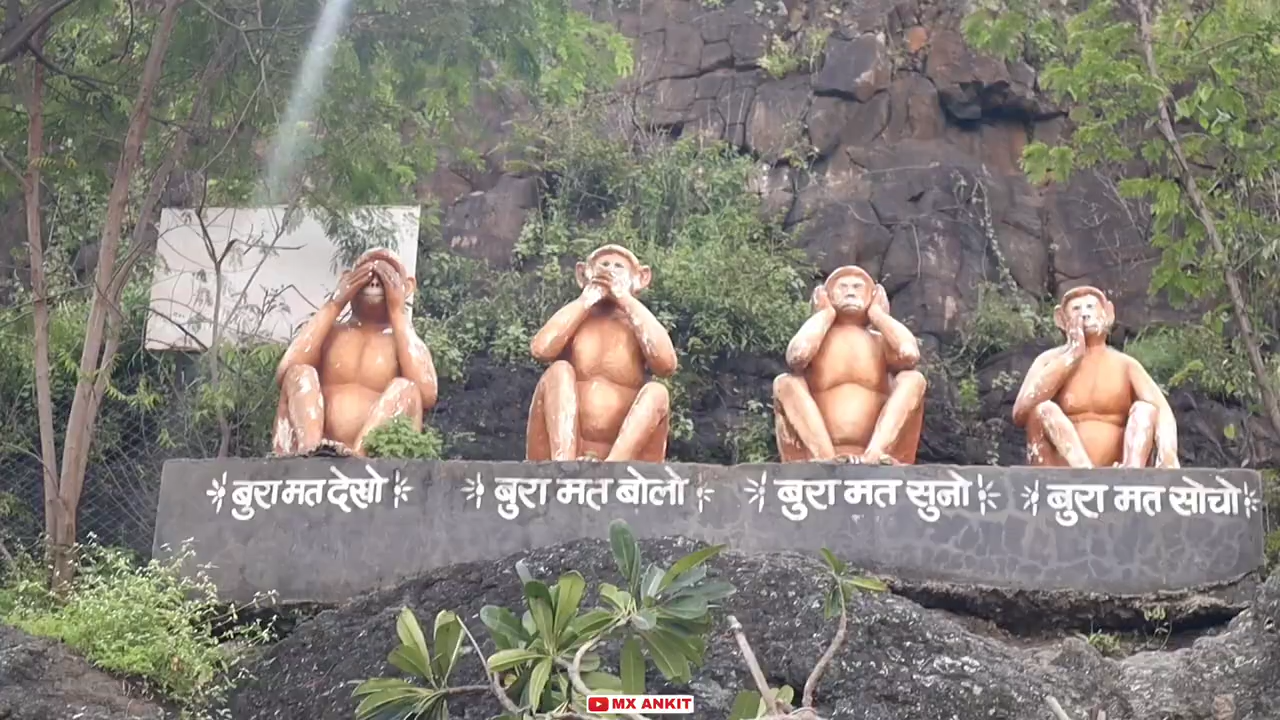 बुरा मत देखो
बुरा मत बोलो
बुरा मत सुनो
बुरा मत सोचो
MX ANKIT